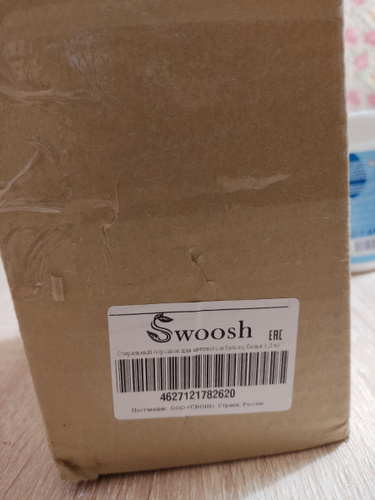 Swoosh
EAC
Стиральный порошок для цветного и белого белья 1,2 кг
4627121782620
Поставщик: ООО «СВОШ» Страна: Россия